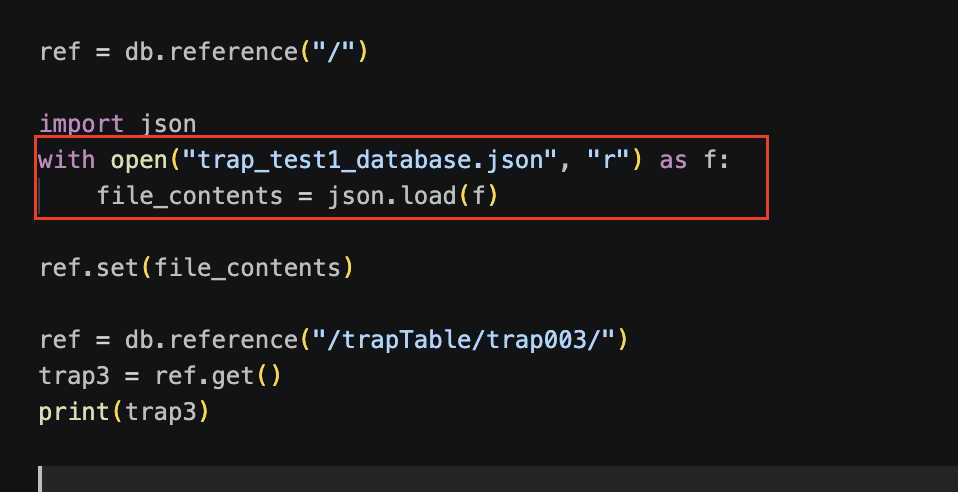 ref = db.reference("/")
import json
with open("trap_test1_database.json", "r") as f:
    file_contents = json.load(f)
ref.set(file_contents)
ref = db.reference("/trapTable/trap003/")
trap3 = ref.get()
print(trap3)